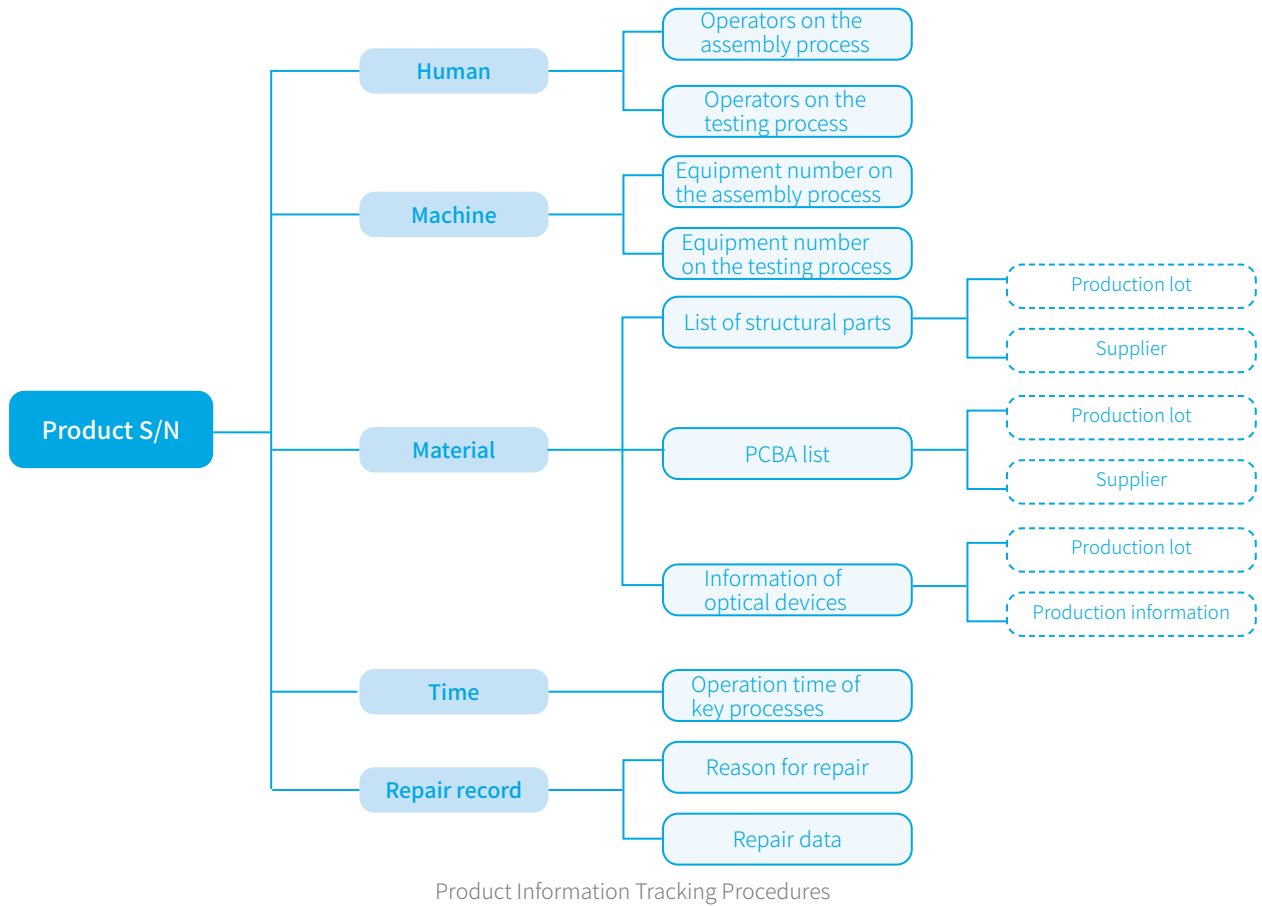 Product S/N
Human
Operators on the
assembly process
Operators on the
testing process
Machine
Equipment number on
the assembly process
Equipment number
on the testing process
Material
List of structural parts
Production lot
Supplier
PCBA list
Production lot
Supplier
Information of
optical devices
Production lot
Production information
Time
Operation time of
key processes
Repair record
Reason for repair
Repair data
Product Information Tracking Procedures